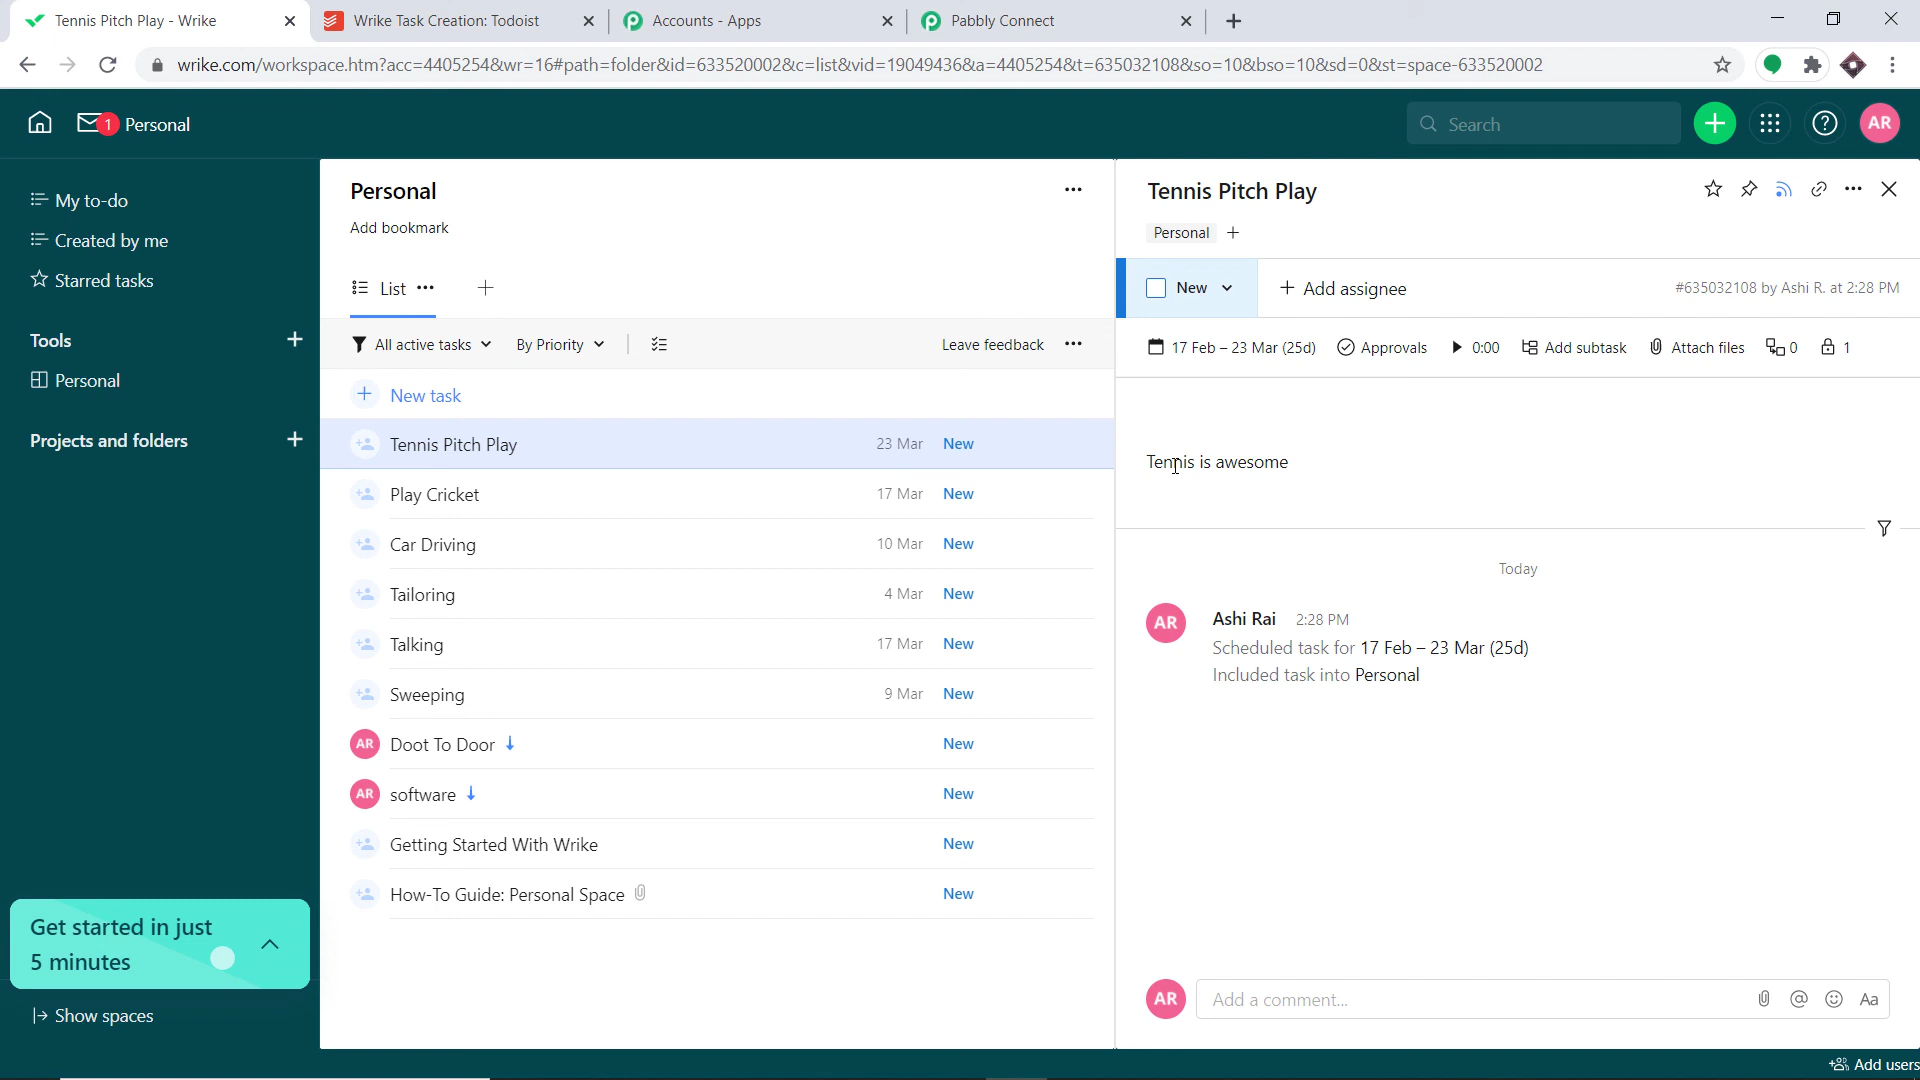 Tennis Pitch Play - Wrike
Wrike Task Creation: Todoist
Accounts - Apps
Pabbly Connect
wrike.com/workspace.htm?acc=4405254&wr=16#path=folder&id=633520002&c=list&vid=19049436&a=4405254&t=635032108&so=10&bso=10&sd=0&st=space-633520002
1 Personal
Search
AR
My to-do
Created by me
Starred tasks
Tools
Personal
Projects and folders
Get started in just
5 minutes
Show spaces
Personal
Add bookmark
List
All active tasks
By Priority
Leave feedback
New task
Tennis Pitch Play 23 Mar New
Play Cricket 17 Mar New
Car Driving 10 Mar New
Tailoring 4 Mar New
Talking 17 Mar New
Sweeping 9 Mar New
AR Doot To Door New
AR software New
Getting Started With Wrike New
How-To Guide: Personal Space New
Tennis Pitch Play
Personal
New
Add assignee
#635032108 by Ashi R. at 2:28 PM
17 Feb – 23 Mar (25d)
Approvals
0:00
Add subtask
Attach files
0
1
Tennis is awesome
Today
AR Ashi Rai 2:28 PM
Scheduled task for 17 Feb – 23 Mar (25d)
Included task into Personal
AR Add a comment...
Aa
Add users